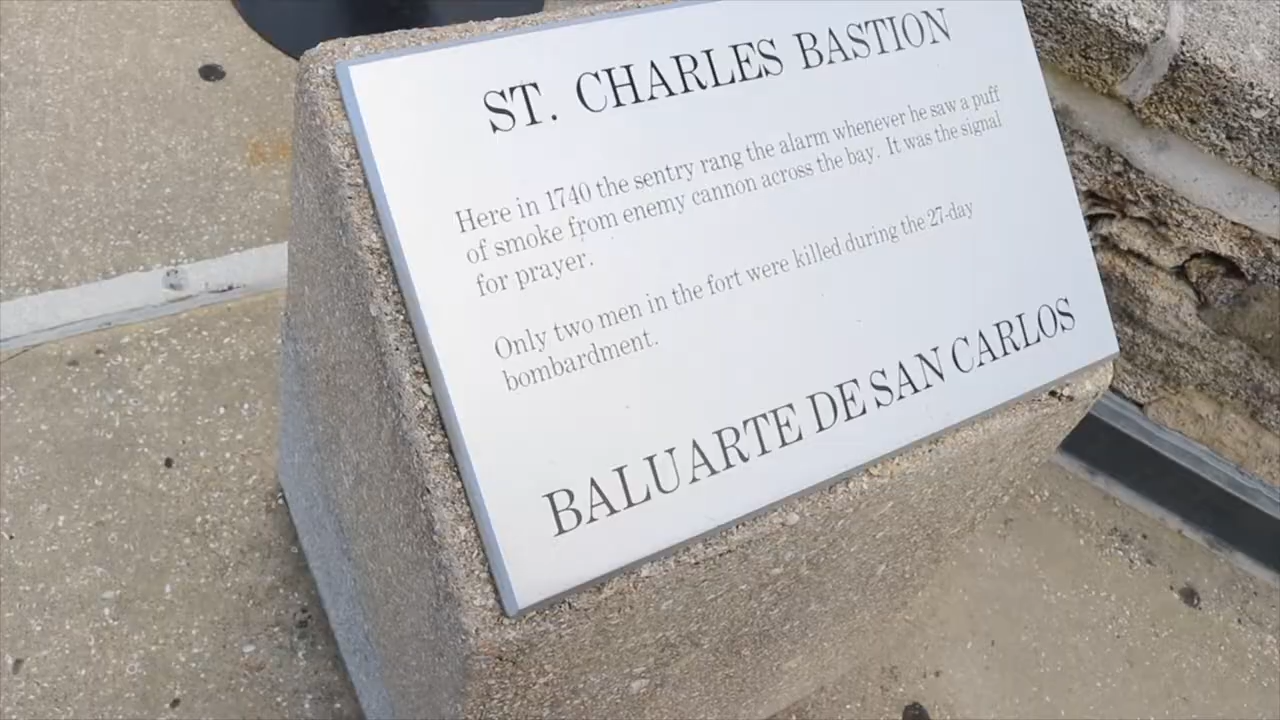 ST. CHARLES BASTION
Here in 1740 the sentry rang the alarm whenever he saw a puff
of smoke from enemy cannon across the bay. It was the signal
for prayer.
Only two men in the fort were killed during the 27-day
bombardment.
BALUARTE DE SAN CARLOS